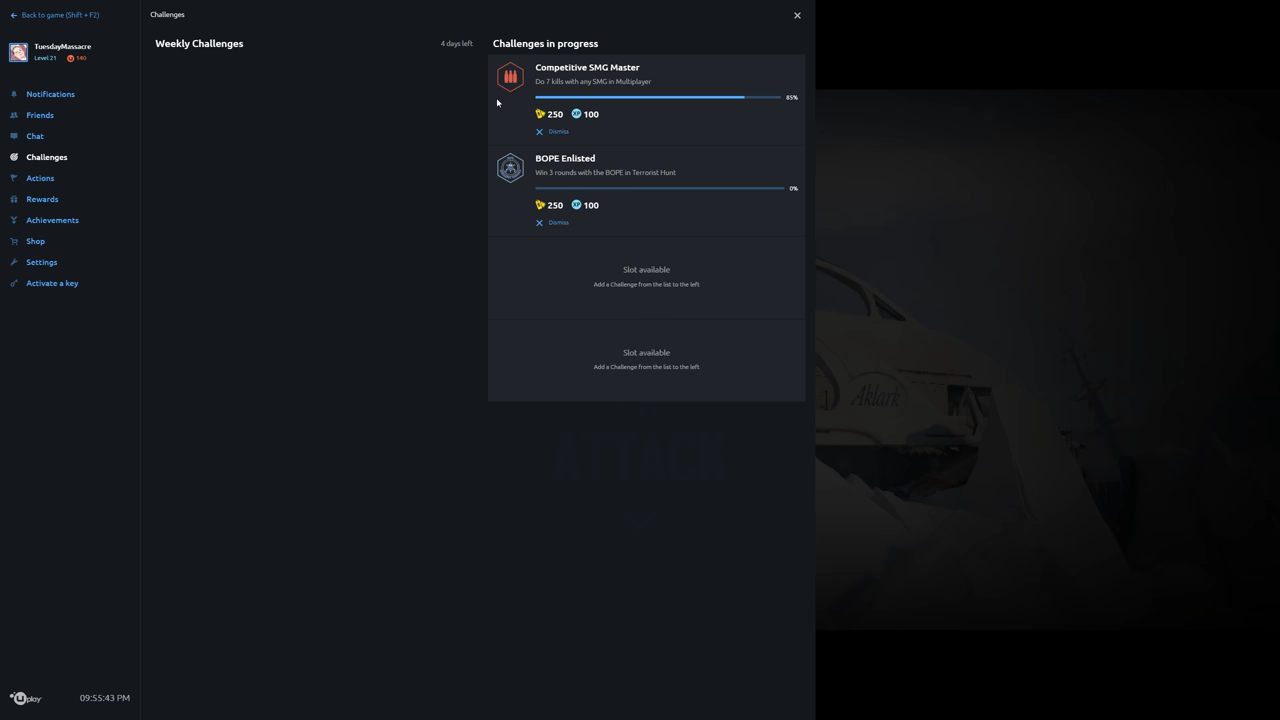 Back to game (Shift + F2)
TuesdayMassacre
Level 21 140
Notifications
Friends
Chat
Challenges
Actions
Rewards
Achievements
Shop
Settings
Activate a key
uplay
09:55:43 PM
Challenges
Weekly Challenges
4 days left
Challenges in progress
Competitive SMG Master
Do 7 kills with any SMG in Multiplayer
85%
250 XP 100
Dismiss
BOPE Enlisted
Win 3 rounds with the BOPE in Terrorist Hunt
0%
250 XP 100
Dismiss
Slot available
Add a Challenge from the list to the left
Slot available
Add a Challenge from the list to the left
ATTACK
Aklark